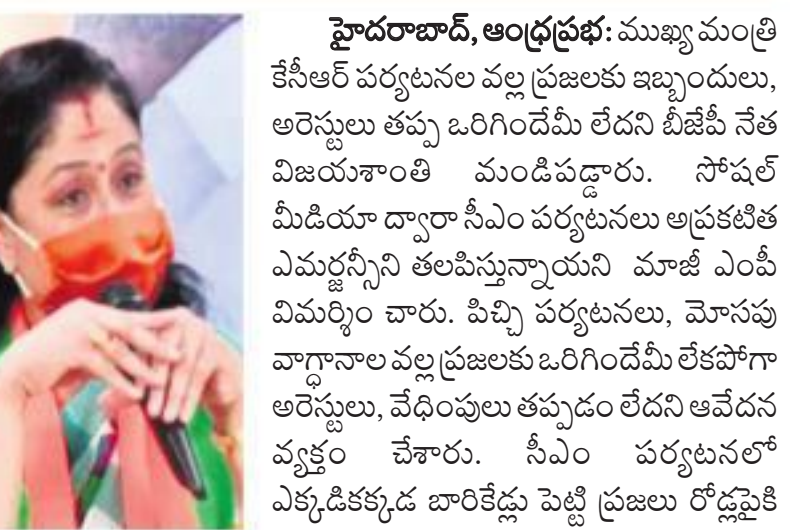 హైదరాబాద్, ఆంధ్రప్రభ: ముఖ్య మంత్రి
కేసీఆర్ పర్యటనల వల్ల ప్రజలకు ఇబ్బందులు,
అరెస్టులు తప్ప ఒరిగిందేమీ లేదని బీజేపీ నేత
విజయశాంతి మండిపడ్డారు. సోషల్
మీడియా ద్వారా సీఎం పర్యటనలు అప్రకటిత
ఎమర్జన్సీని తలపిస్తున్నాయని మాజీ ఎంపీ
విమర్శిం చారు. పిచ్చి పర్యటనలు, మోసపు
వాగ్ధానాల వల్ల ప్రజలకు ఒరిగిందేమీ లేకపోగా
అరెస్టులు, వేధింపులు తప్పడం లేదని ఆవేదన
వ్యక్తం చేశారు. సీఎం పర్యటనలో
ఎక్కడికక్కడ బారికేడ్లు పెట్టి ప్రజలు రోడ్లపైకి